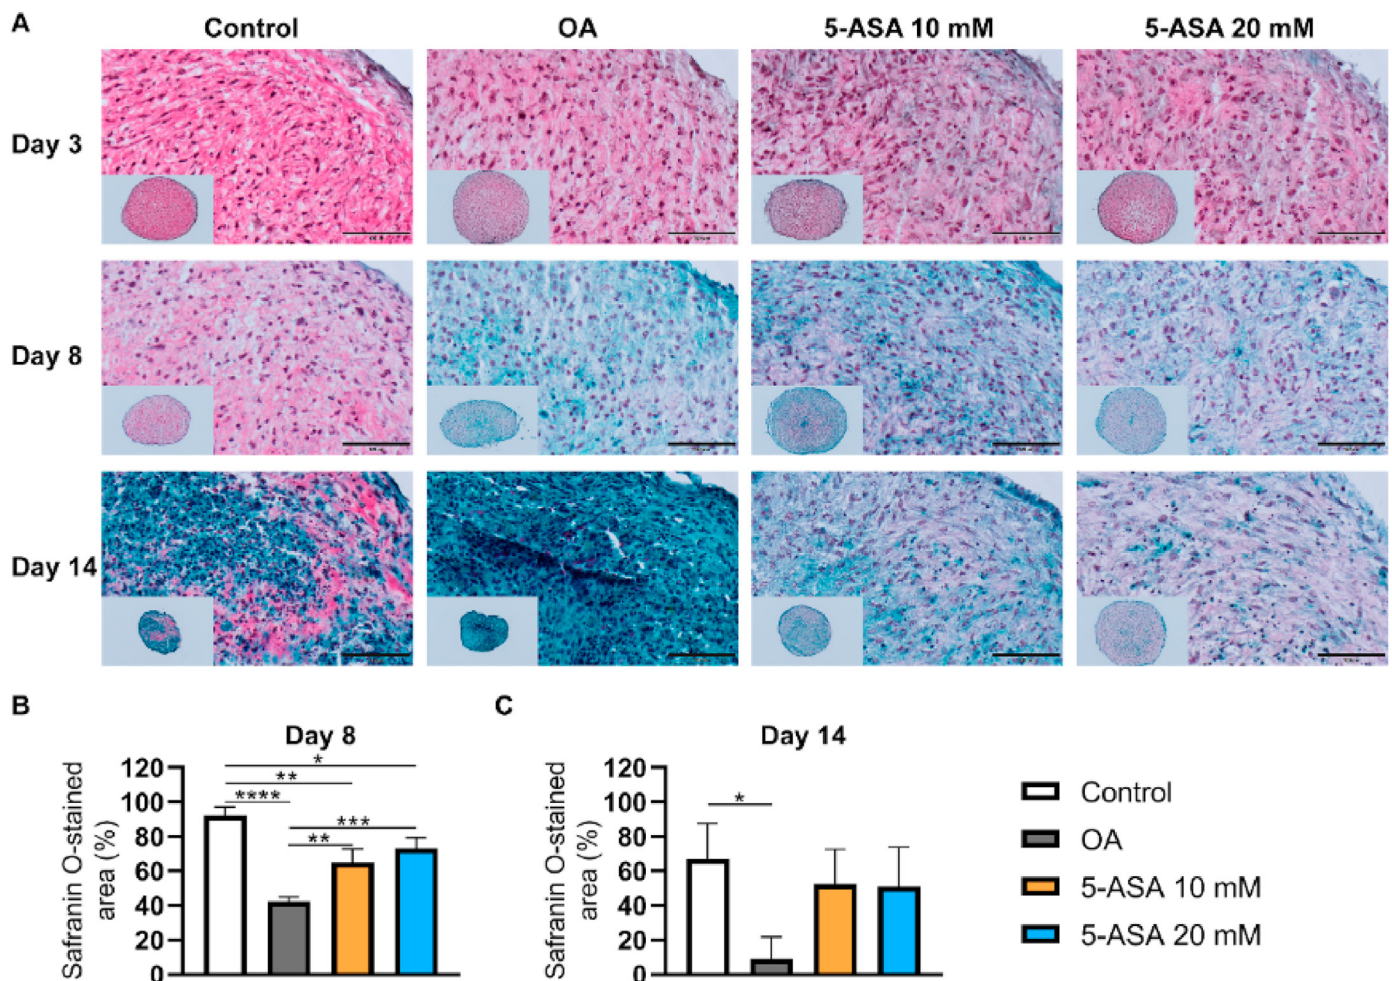 A
Control OA 5-ASA 10 mM 5-ASA 20 mM
Day 3
Day 8
Day 14
B
Day 8
Safranin O-stained
area (%)
120
100
80
60
40
20
0
*
**
****
***
**
C
Day 14
Safranin O-stained
area (%)
120
100
80
60
40
20
0
*
Control
OA
5-ASA 10 mM
5-ASA 20 mM